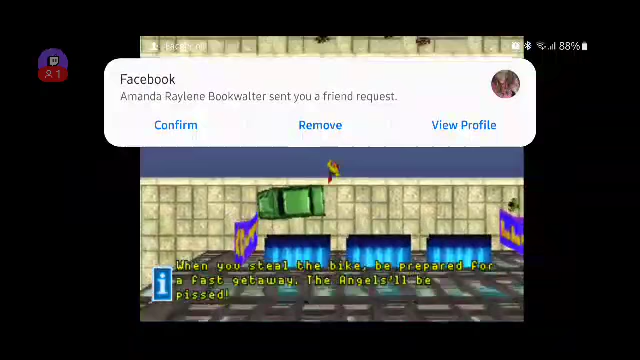 88%
1
Facebook
Amanda Raylene Bookwalter sent you a friend request.
Confirm Remove View Profile
When you steal the bike, be prepared for
a fast getaway. The Angels'll be
pissed!